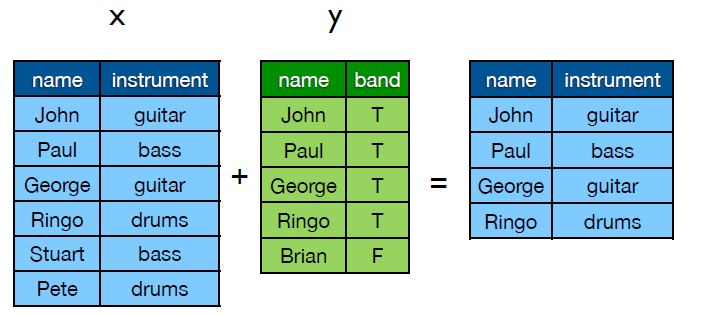 x y
name instrument name band name instrument
John guitar John T John guitar
Paul bass Paul T Paul bass
George guitar + George T = George guitar
Ringo drums Ringo T Ringo drums
Stuart bass Brian F
Pete drums